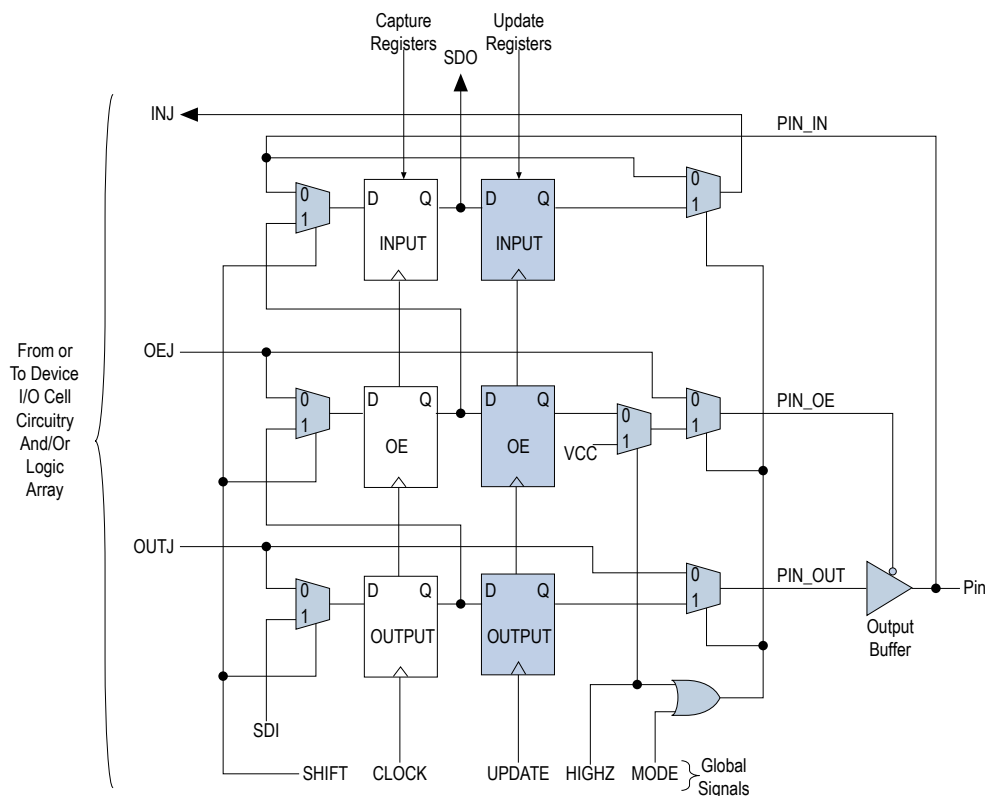 Capture
Registers
Update
Registers
SDO
INJ
PIN_IN
0
1
D Q
INPUT
D Q
INPUT
0
1
From or
To Device
I/O Cell
Circuitry
And/Or
Logic
Array
OEJ
0
1
D Q
OE
D Q
OE
0
1
VCC
0
1
PIN_OE
OUTJ
0
1
D Q
OUTPUT
D Q
OUTPUT
0
1
PIN_OUT
Pin
Output
Buffer
SDI
SHIFT
CLOCK
UPDATE
HIGHZ
MODE
Global
Signals